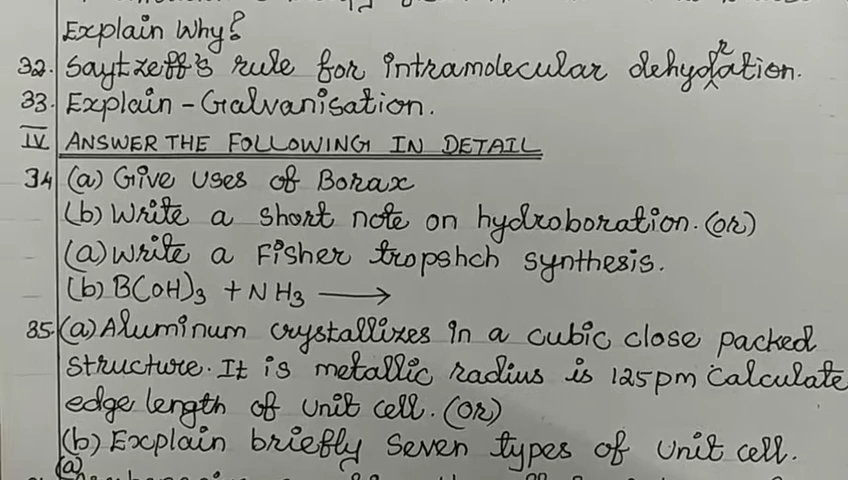 Explain Why?
32. Saytzeff's rule for intramolecular dehydration.
33. Explain - Galvanisation.
IV ANSWER THE FOLLOWING IN DETAIL
34 (a) Give Uses of Borax
(b) Write a short note on hydroboration. (or)
(a) Write a Fisher tropshch synthesis.
(b) B(OH)3 + NH3 ⟶
35. (a) Aluminum crystallizes in a cubic close packed
structure. It is metallic radius is 125pm calculate
edge length of unit cell. (Or)
(b) Explain briefly seven types of unit cell.
(a)